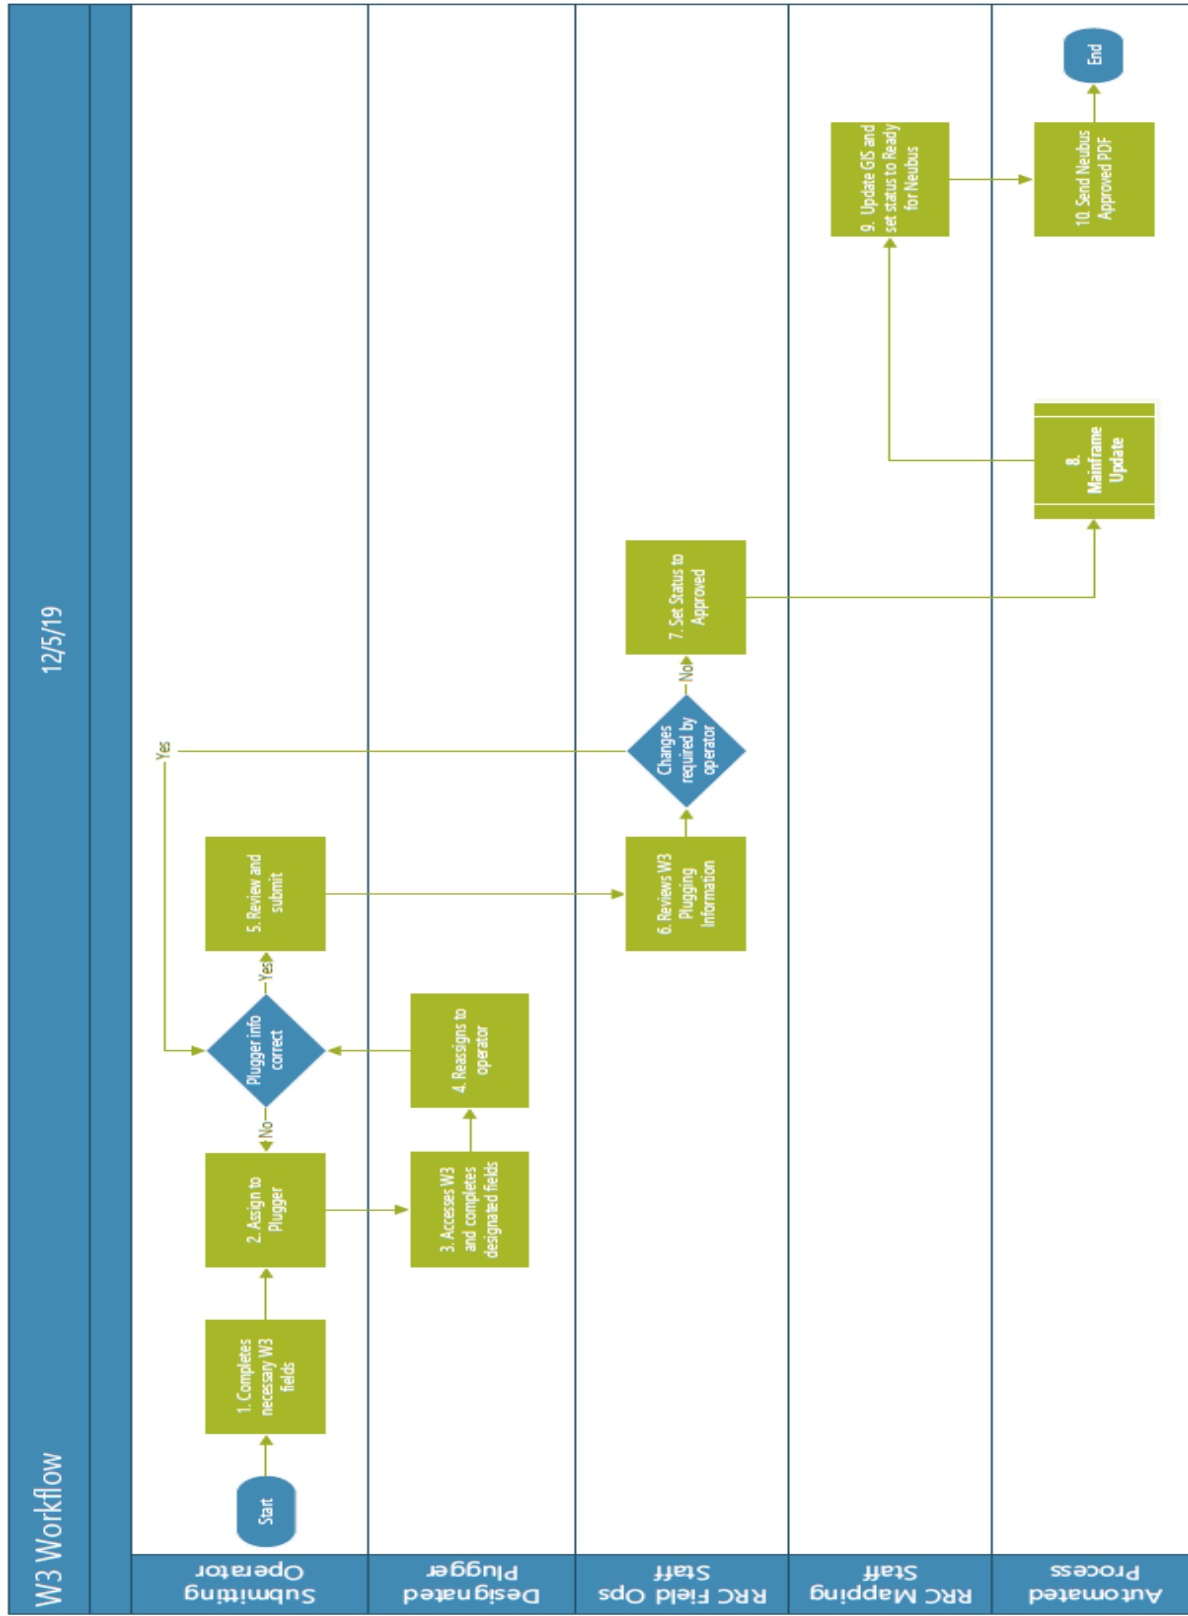 W3 Workflow
12/5/19
Submitting
Operator
Start
1. Completes
necessary W3
fields
2. Assign to
Plugger
No
Plugger info
correct
Yes
5. Review and
submit
Yes
Designated
Plugger
3. Accesses W3
and completes
designated fields
4. Reassigns to
operator
RRC Field Ops
Staff
6. Reviews W3
Plugging
Information
Changes
required by
operator
No
7. Set Status to
Approved
RRC Mapping
Staff
9. Update GIS and
set status to Ready
for Neubus
Automated
Process
8.
Mainframe
Update
10. Send Neubus
Approved PDF
End